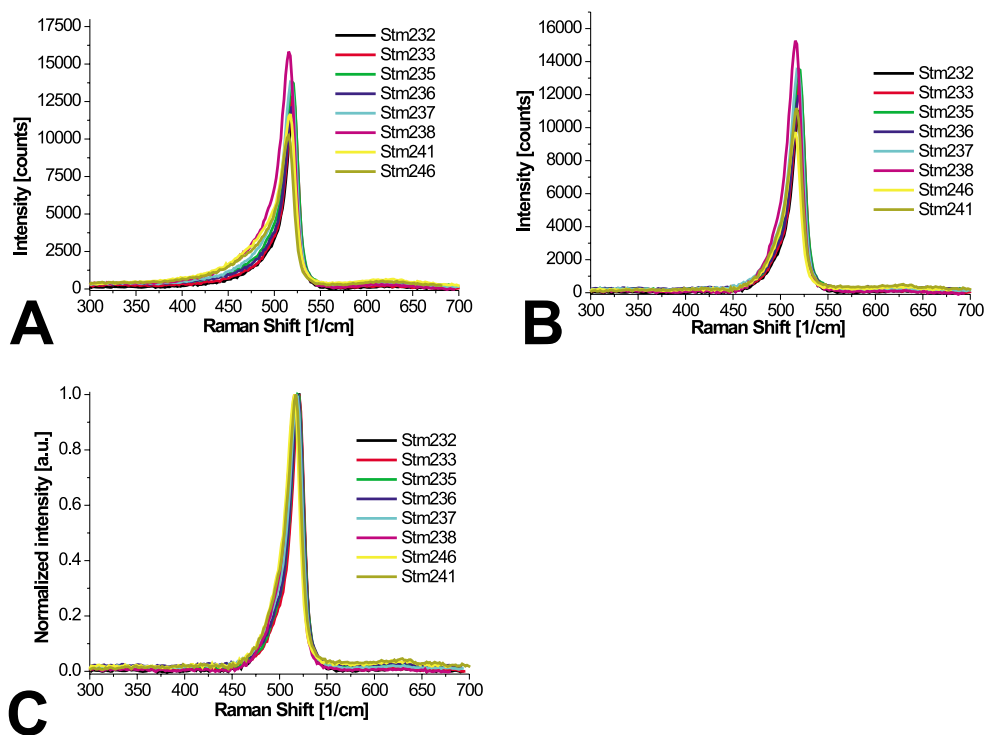 17500
15000
12500
10000
7500
5000
2500
0
Intensity [counts]
300 350 400 450 500 550 600 650 700
Raman Shift [1/cm]
Stm232
Stm233
Stm235
Stm236
Stm237
Stm238
Stm241
Stm246
A
16000
14000
12000
10000
8000
6000
4000
2000
0
Intensity [counts]
300 350 400 450 500 550 600 650 700
Raman Shift [1/cm]
Stm232
Stm233
Stm235
Stm236
Stm237
Stm238
Stm246
Stm241
B
1.0
0.8
0.6
0.4
0.2
0.0
Normalized intensity [a.u.]
300 350 400 450 500 550 600 650 700
Raman Shift [1/cm]
Stm232
Stm233
Stm235
Stm236
Stm237
Stm238
Stm246
Stm241
C